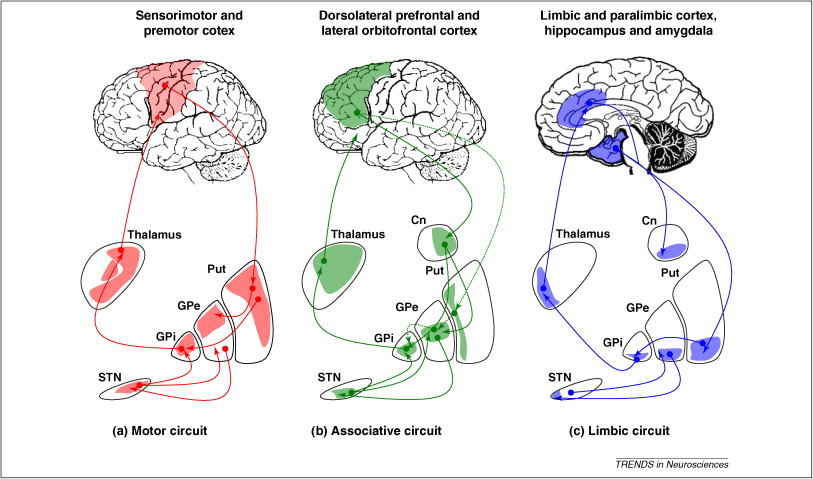 Sensorimotor and
premotor cotex
Dorsolateral prefrontal and
lateral orbitofrontal cortex
Limbic and paralimbic cortex,
hippocampus and amygdala
Thalamus
Put
GPe
GPi
STN
(a) Motor circuit
Thalamus
Cn
Put
GPe
GPi
STN
(b) Associative circuit
Thalamus
Cn
Put
GPe
GPi
STN
(c) Limbic circuit
TRENDS in Neurosciences